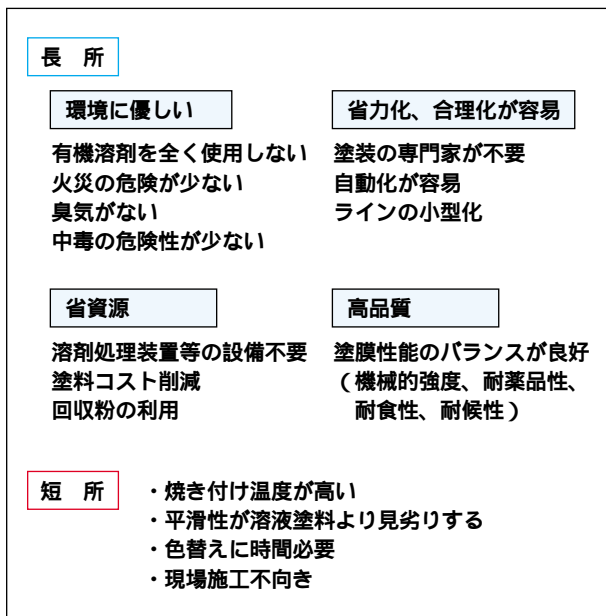 長 所
環境に優しい
有機溶剤を全く使用しない
火災の危険が少ない
臭気がない
中毒の危険性が少ない
省力化、合理化が容易
塗装の専門家が不要
自動化が容易
ラインの小型化
省資源
溶剤処理装置等の設備不要
塗料コスト削減
回収粉の利用
高品質
塗膜性能のバランスが良好
(機械的強度、耐薬品性、
耐食性、耐候性)
短 所
・焼き付け温度が高い
・平滑性が溶液塗料より見劣りする
・色替えに時間必要
・現場施工不向き